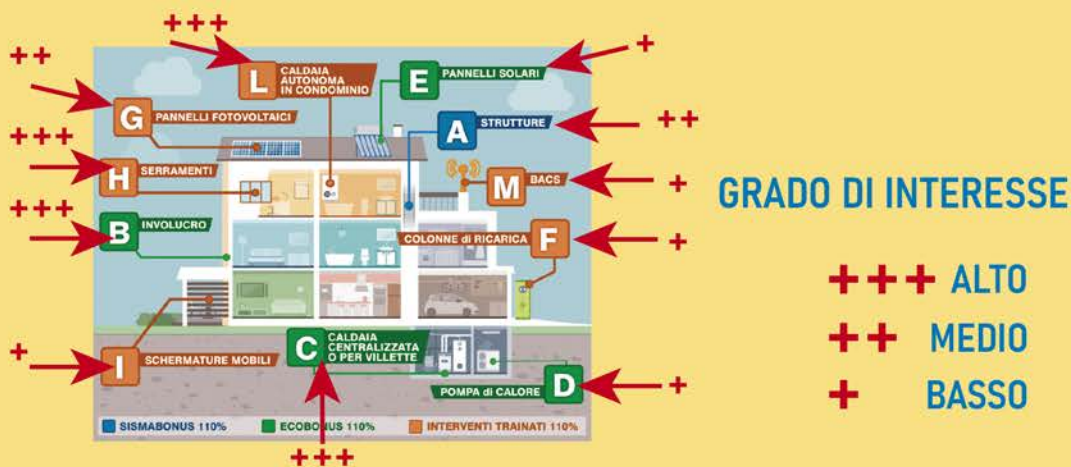 +++
+
++
L
CALDAIA
AUTONOMA
IN CONDOMINIO
E
PANNELLI SOLARI
G
PANNELLI FOTOVOLTAICI
A
STRUTTURE
++
+++
H
SERRAMENTI
M
BACS
+
+++
B
INVOLUCRO
COLONNE di RICARICA
F
+
GRADO DI INTERESSE
+++ ALTO
++ MEDIO
+ BASSO
+
I
SCHERMATURE MOBILI
C
CALDAIA
CENTRALIZZATA
O PER VILLETTE
POMPA di CALORE
D
+
SISMABONUS 110%
ECOBONUS 110%
INTERVENTI TRAINATI 110%
+++